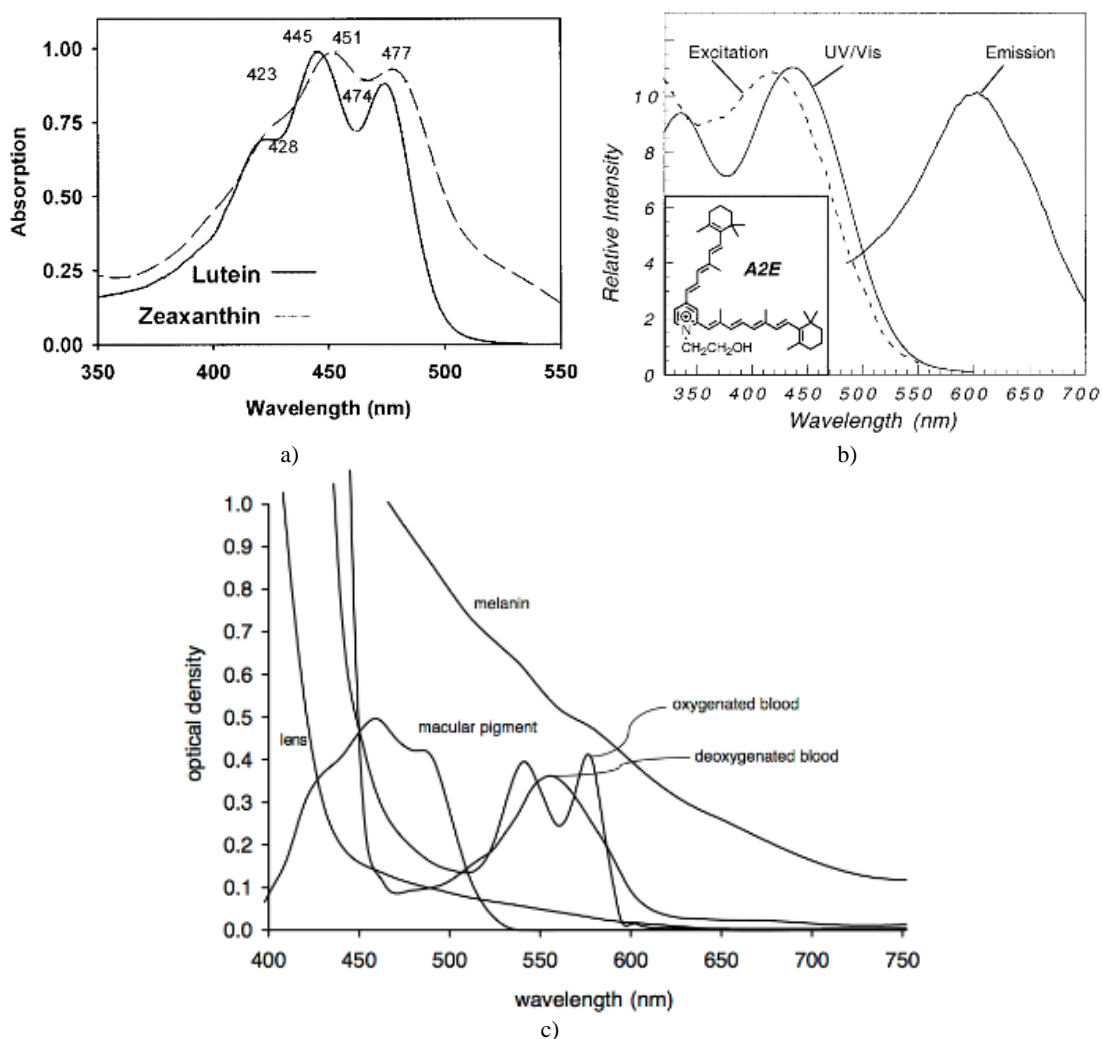 445
451
477
423
474
428
1.00
0.75
0.50
0.25
0.00
Absorption
Lutein
Zeaxanthin
350
400
450
500
550
Wavelength (nm)
a)
Excitation
UV/Vis
Emission
10
8
6
4
2
0
Relative Intensity
A2E
N
CH2CH2OH
350
400
450
500
550
600
650
700
Wavelength (nm)
b)
1.0
0.9
0.8
0.7
0.6
0.5
0.4
0.3
0.2
0.1
0.0
optical density
melanin
oxygenated blood
macular pigment
lens
deoxygenated blood
400
450
500
550
600
650
700
750
wavelength (nm)
c)